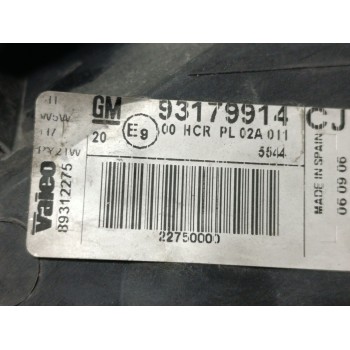 GM 93179914 CJ
20 E9 00 HCR PL 02A 011
5544
22750000
W5W
Valeo
89312275
MADE IN SPAIN
06 09 06